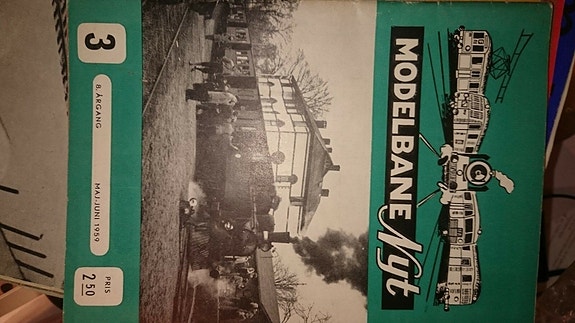 MODELBANE Nyt
3
8. ÅRGANG
MAJ-JUNI 1959
PRIS
2 50